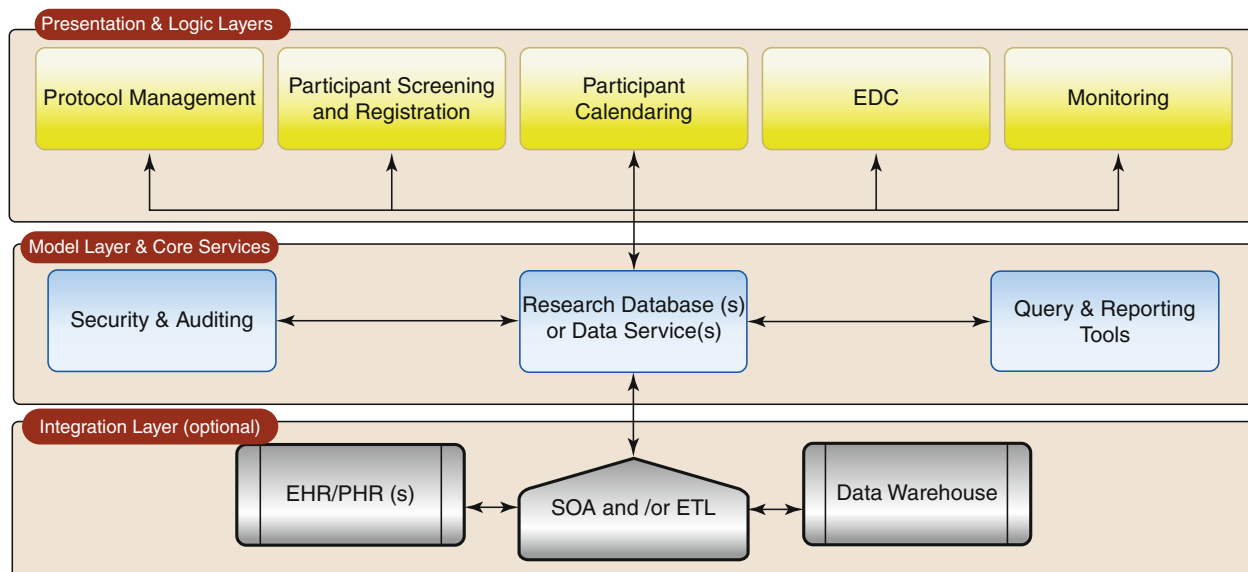 Presentation & Logic Layers
Protocol Management
Participant Screening
and Registration
Participant
Calendaring
EDC
Monitoring
Model Layer & Core Services
Security & Auditing
Research Database (s)
or Data Service(s)
Query & Reporting
Tools
Integration Layer (optional)
EHR/PHR (s)
SOA and /or ETL
Data Warehouse